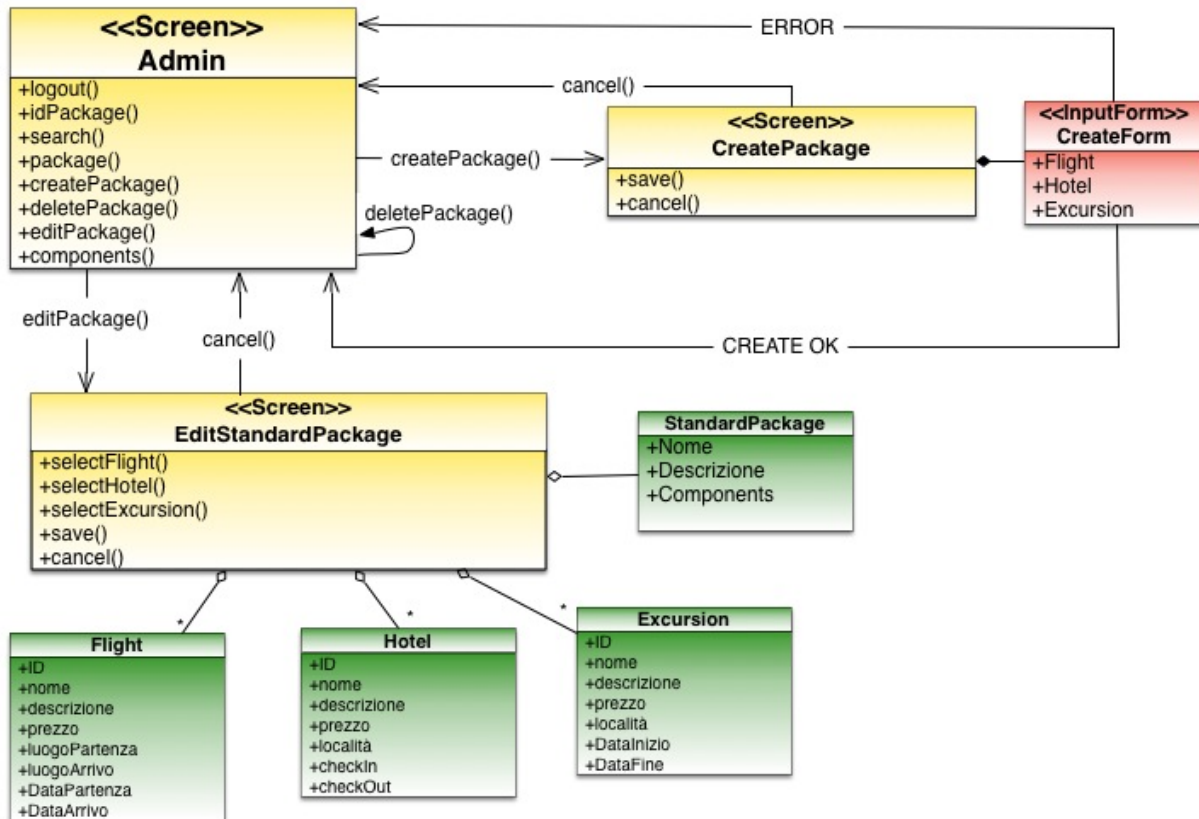 <<Screen>>
Admin
+logout()
+idPackage()
+search()
+package()
+createPackage()
+deletePackage()
+editPackage()
+components()
ERROR
cancel()
createPackage()
deletePackage()
<<Screen>>
CreatePackage
+save()
+cancel()
<<InputForm>>
CreateForm
+Flight
+Hotel
+Excursion
editPackage()
cancel()
CREATE OK
<<Screen>>
EditStandardPackage
+selectFlight()
+selectHotel()
+selectExcursion()
+save()
+cancel()
StandardPackage
+Nome
+Descrizione
+Components
*
*
*
Flight
+ID
+nome
+descrizione
+prezzo
+luogoPartenza
+luogoArrivo
+DataPartenza
+DataArrivo
Hotel
+ID
+nome
+descrizione
+prezzo
+località
+checkIn
+checkOut
Excursion
+ID
+nome
+descrizione
+prezzo
+località
+DataInizio
+DataFine